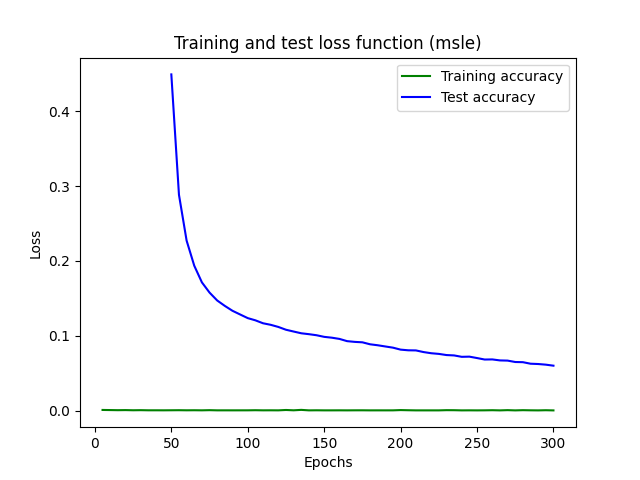 Training and test loss function (msle)
Training accuracy
Test accuracy
0.4
0.3
0.2
0.1
0.0
Loss
0 50 100 150 200 250 300
Epochs